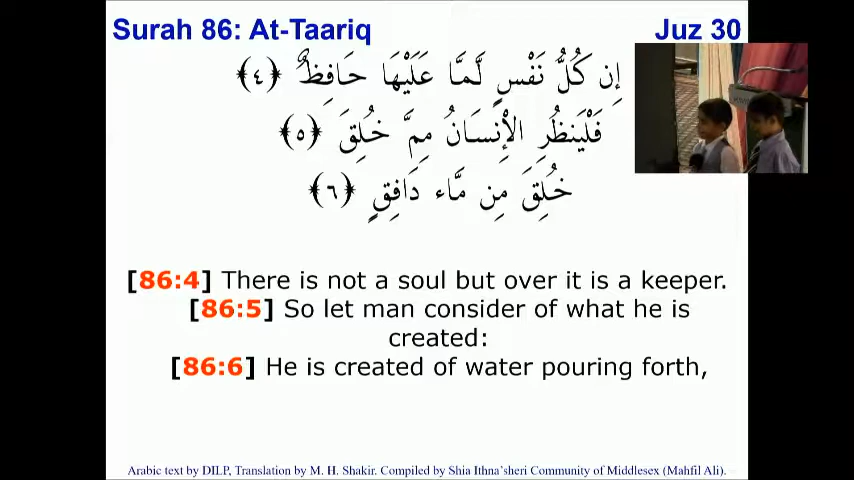 Surah 86: At-Taariq
Juz 30
إِن كُلُّ نَفْسٍ لَّمَّا عَلَيْهَا حَافِظٌ ﴿٤﴾
فَلْيَنظُرِ الْإِنسَانُ مِمَّ خُلِقَ ﴿٥﴾
خُلِقَ مِن مَّاء دَافِقٍ ﴿٦﴾
[86:4] There is not a soul but over it is a keeper.
[86:5] So let man consider of what he is
created:
[86:6] He is created of water pouring forth,
Arabic text by DILP, Translation by M. H. Shakir. Compiled by Shia Ithna'sheri Community of Middlesex (Mahfil Ali).